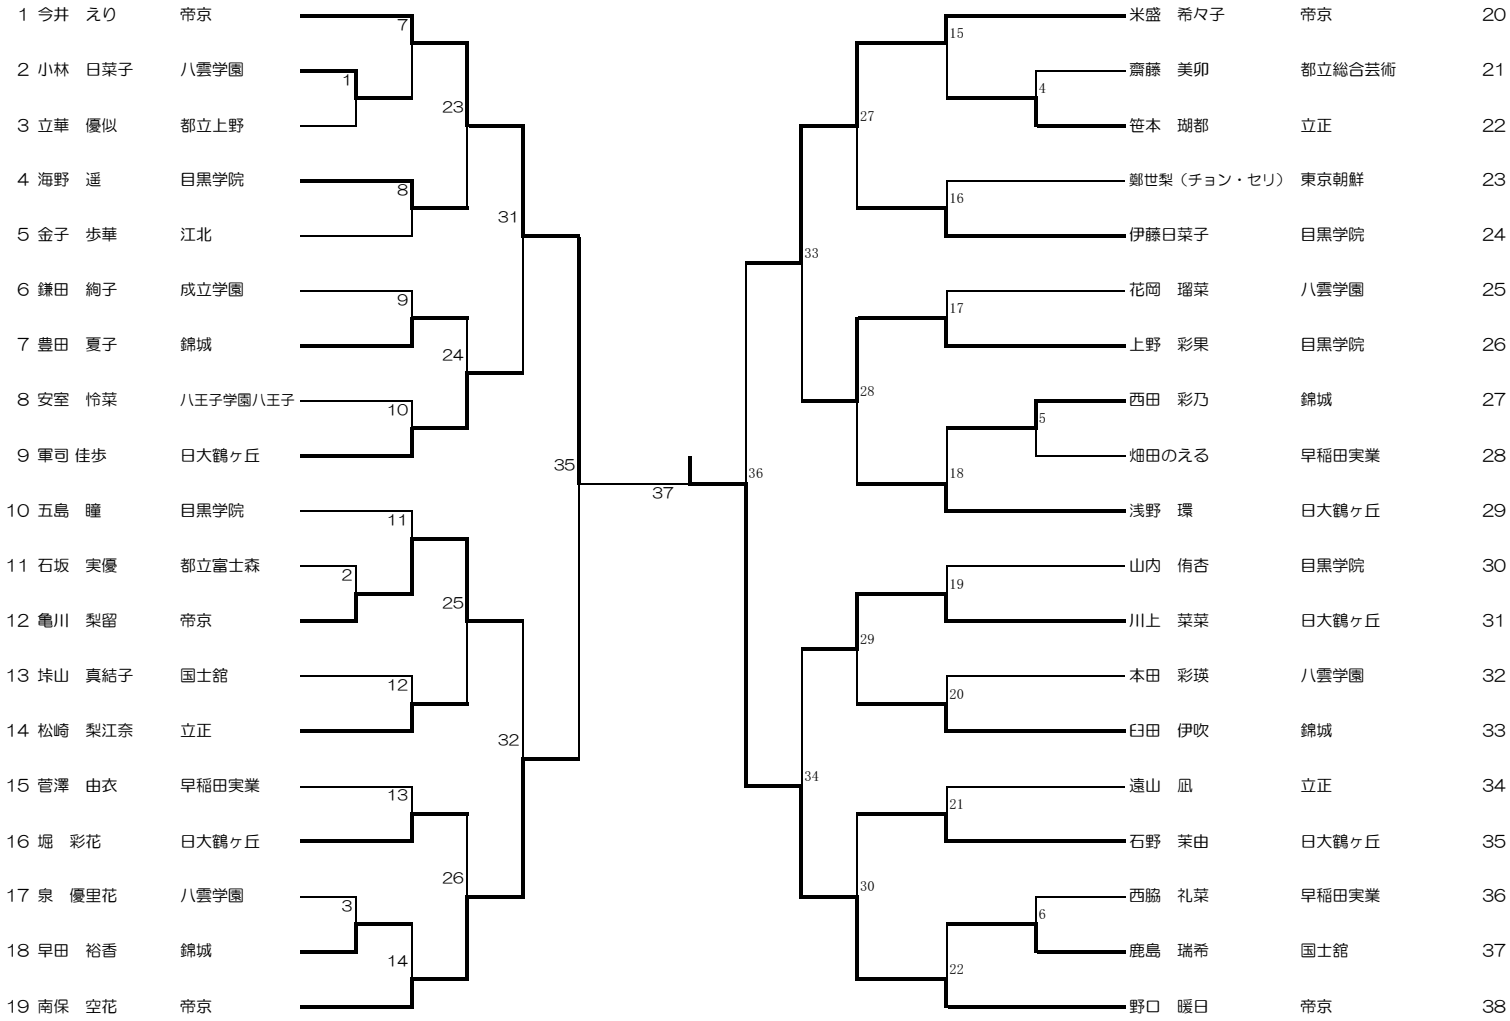 1 今井　えり 帝京
2 小林　日菜子 八雲学園
3 立華　優似 都立上野
4 海野　遥 目黒学院
5 金子　歩華 江北
6 鎌田　絢子 成立学園
7 豊田　夏子 錦城
8 安室　怜菜 八王子学園八王子
9 軍司 佳歩 日大鶴ヶ丘
10 五島　瞳 目黒学院
11 石坂　実優 都立富士森
12 亀川　梨留 帝京
13 垰山　真結子 国士舘
14 松崎　梨江奈 立正
15 菅澤　由衣 早稲田実業
16 堀　彩花 日大鶴ヶ丘
17 泉　優里花 八雲学園
18 早田　裕香 錦城
19 南保　空花 帝京
7
1
23
8
31
9
24
10
35
11
2
25
12
32
13
26
3
14
37
36
15
4
27
16
33
17
28
5
18
19
29
20
34
21
30
6
22
米盛　希々子 帝京 20
齋藤　美卯 都立総合芸術 21
笹本　瑚都 立正 22
鄭世梨（チョン・セリ） 東京朝鮮 23
伊藤日菜子 目黒学院 24
花岡　瑠菜 八雲学園 25
上野　彩果 目黒学院 26
西田　彩乃 錦城 27
畑田のえる 早稲田実業 28
浅野　環 日大鶴ヶ丘 29
山内　侑杏 目黒学院 30
川上　菜菜 日大鶴ヶ丘 31
本田　彩瑛 八雲学園 32
臼田　伊吹 錦城 33
遠山　凪 立正 34
石野　茉由 日大鶴ヶ丘 35
西脇　礼菜 早稲田実業 36
鹿島　瑞希 国士舘 37
野口　暖日 帝京 38